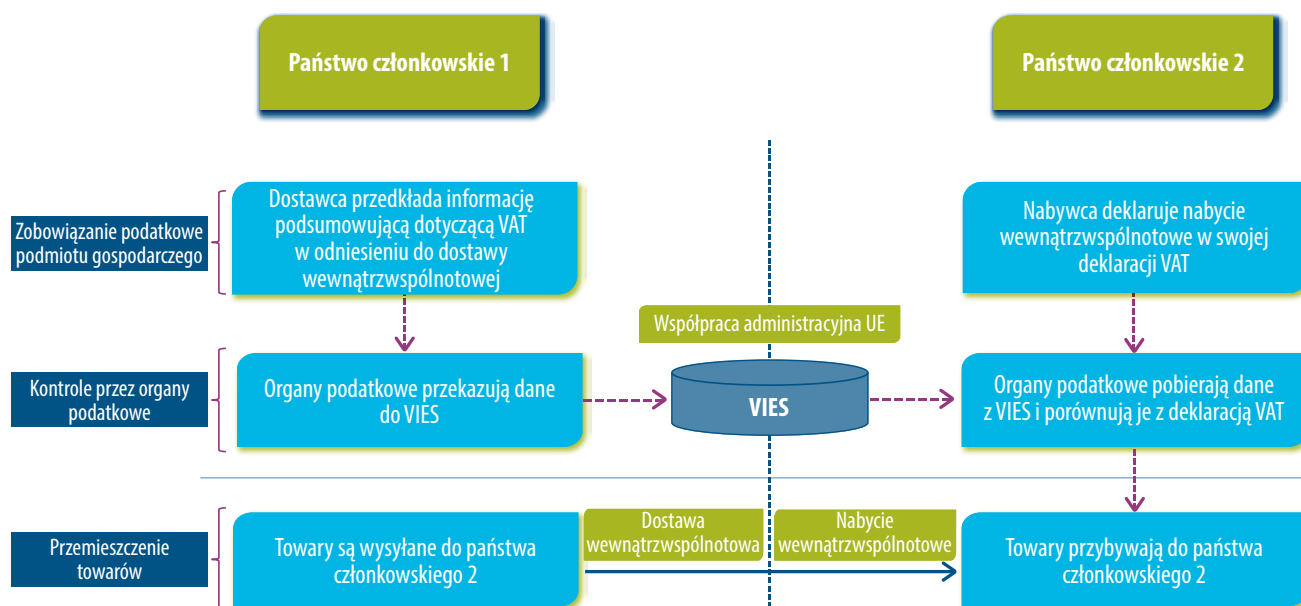 Państwo członkowskie 1
Państwo członkowskie 2
Zobowiązanie podatkowe
podmiotu gospodarczego
Dostawca przedkłada informację
podsumowującą dotyczącą VAT
w odniesieniu do dostawy
wewnątrzwspólnotowej
Nabywca deklaruje nabycie
wewnątrzwspólnotowe w swojej
deklaracji VAT
Współpraca administracyjna UE
Kontrole przez organy
podatkowe
Organy podatkowe przekazują dane
do VIES
VIES
Organy podatkowe pobierają dane
z VIES i porównują je z deklaracją VAT
Przemieszczenie
towarów
Towary są wysyłane do państwa
członkowskiego 2
Dostawa
wewnątrzwspólnotowa
Nabycie
wewnątrzwspólnotowe
Towary przybywają do państwa
członkowskiego 2